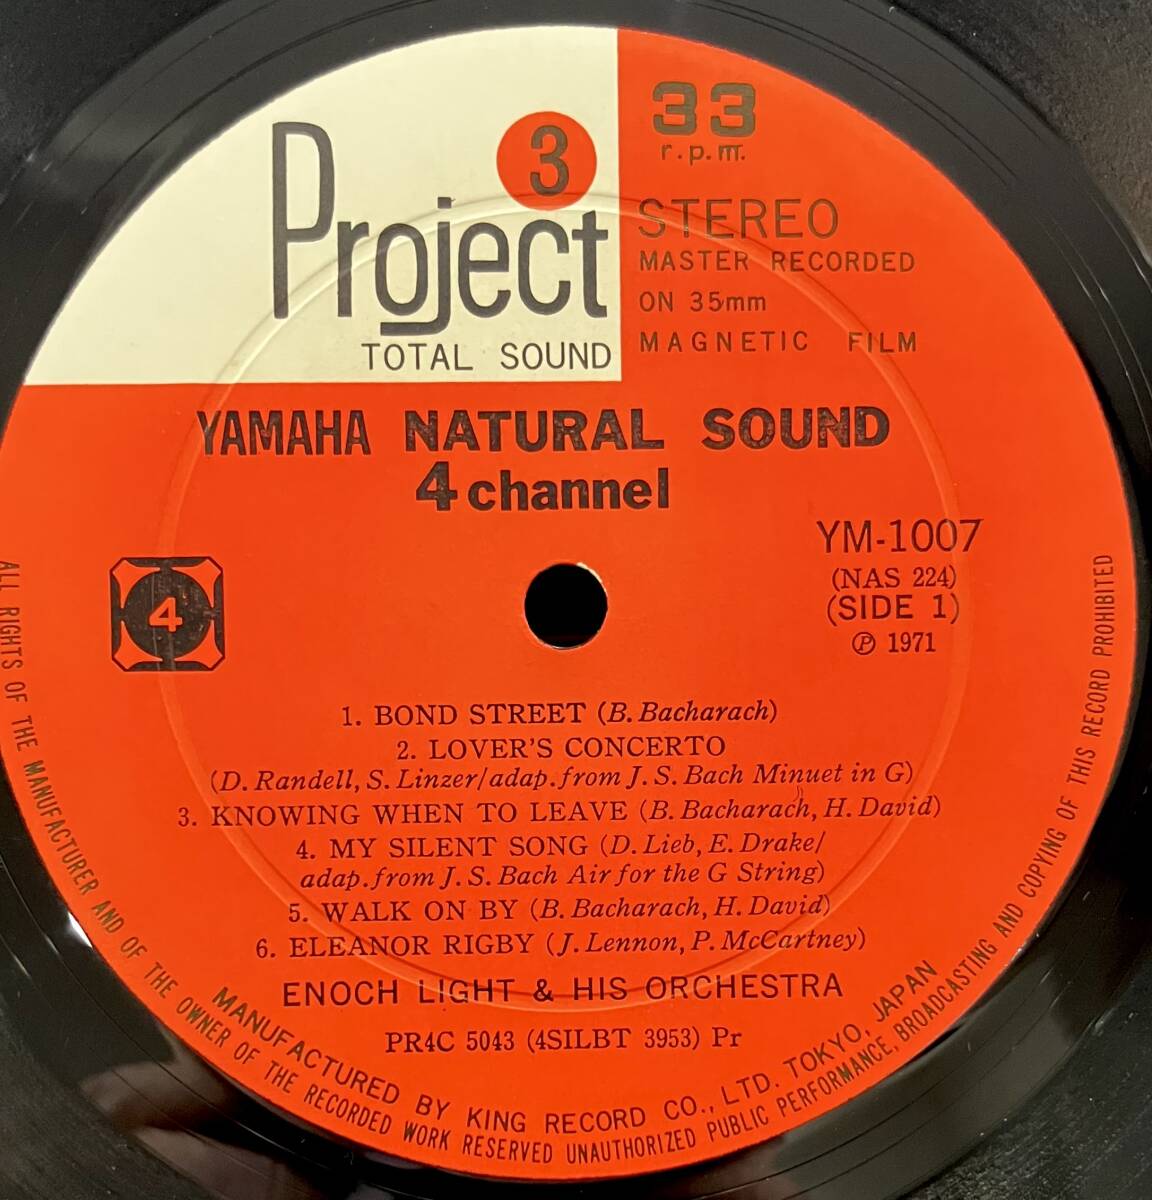 3
Project
TOTAL SOUND
33
r.p.m.
STEREO
MASTER RECORDED
ON 35mm
MAGNETIC FILM
YAMAHA NATURAL SOUND
4 channel
YM-1007
(NAS 224)
(SIDE 1)
Ⓟ 1971
4
1. BOND STREET (B. Bacharach)
2. LOVER'S CONCERTO
(D. Randell, S. Linzer/adap. from J. S. Bach Minuet in G)
3. KNOWING WHEN TO LEAVE (B. Bacharach, H. David)
4. MY SILENT SONG (D. Lieb, E. Drake/
adap. from J. S. Bach Air for the G String)
5. WALK ON BY (B. Bacharach, H. David)
6. ELEANOR RIGBY (J. Lennon, P. McCartney)
ENOCH LIGHT & HIS ORCHESTRA
PR4C 5043 (4SILBT 3953) Pr
MANUFACTURED BY KING RECORD CO., LTD. TOKYO, JAPAN
ALL RIGHTS OF THE MANUFACTURER AND OF THE OWNER OF THE RECORDED WORK RESERVED UNAUTHORIZED PUBLIC PERFORMANCE, BROADCASTING AND COPYING OF THIS RECORD PROHIBITED